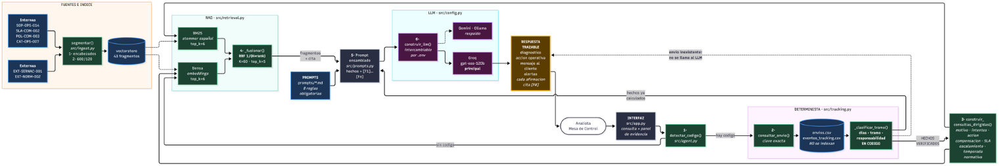 FUENTES E INDICE
Internas
SOP-OPS-014
SLA-COM-002
POL-COM-003
CAT-OPS-007
Externas
EXT-SERNAC-001
EXT-NORM-002
segmentar()
src/ingest.py
1· encabezados
2· 600/120
vectorstore
43 fragmentos
RAG · src/retrieval.py
BM25
stemmer español
top_k=6
Densa
embeddings
top_k=6
4· _fusionar()
RRF 1/(K+rank)
K=60 · top_k=5
fragmentos
+ cita
PROMPTS
prompts/*.md
8 reglas
obligatorias
5· Prompt
ensamblado
src/prompts.py
hechos + [F1]...
[Fn]
LLM · src/config.py
6·
construir_llm()
intercambiable
por .env
Gemini · Ollama
respaldo
Groq
gpt-oss-120b
principal
RESPUESTA
TRAZABLE
diagnostico
accion operativa
mensaje al
cliente
alertas
cada afirmacion
cita [F#]
envio inexistente:
no se llama al LLM
hechos ya
calculados
Analista
Mesa de Control
INTERFAZ
src/app.py
consulta + panel
de evidencia
1·
detectar_codigo()
src/agent.py
sin codigo
hay codigo
DETERMINISTA · src/tracking.py
2·
consultar_envio()
clave exacta
envios.csv
eventos_tracking.csv
NO se indexan
_clasificar_tramo()
dias · tramo ·
responsabilidad
EN CODIGO
HECHOS
VERIFICADOS
3· construir_
consultas_dirigidas()
motivo · intentos ·
accion
compensacion · SLA
escalamiento ·
temporada
normativa